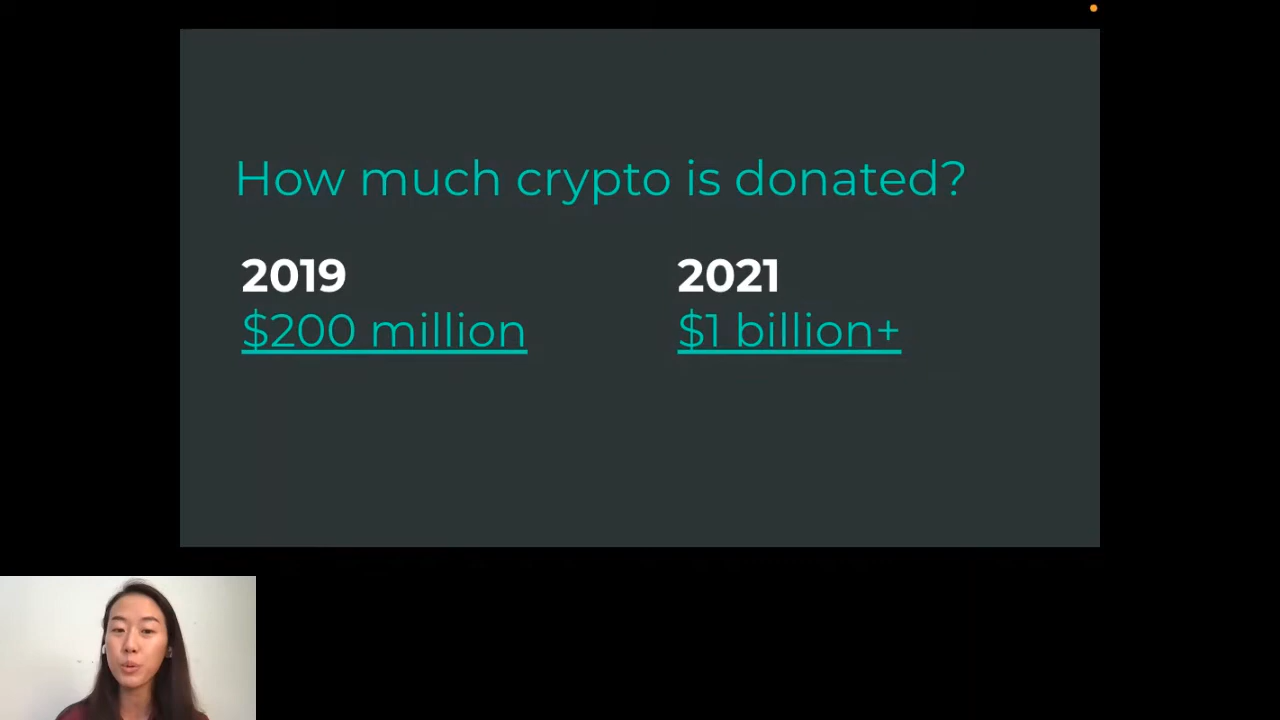 How much crypto is donated?
2019
$200 million
2021
$1 billion+